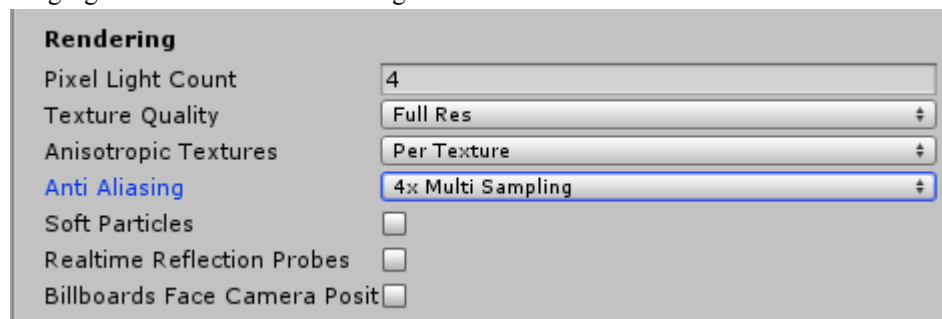 Rendering
Pixel Light Count 4
Texture Quality Full Res
Anisotropic Textures Per Texture
Anti Aliasing 4x Multi Sampling
Soft Particles
Realtime Reflection Probes
Billboards Face Camera Posit